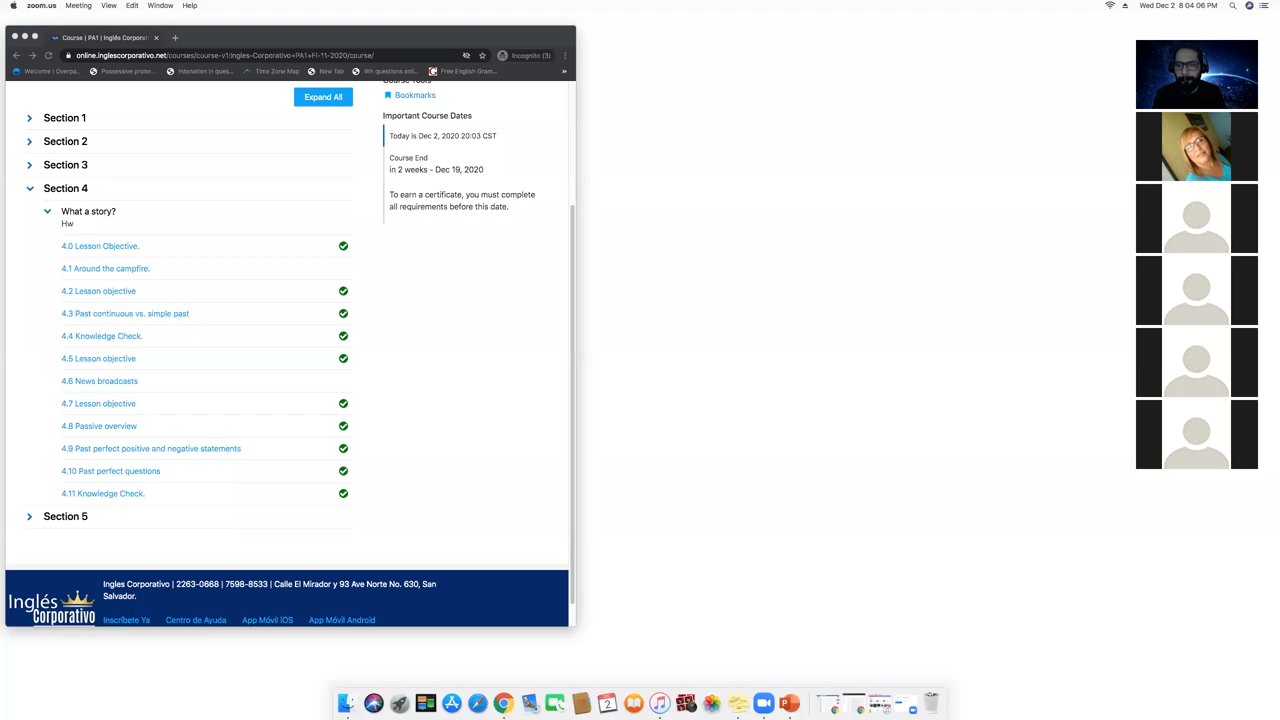 zoom.us Meeting View Edit Window Help
Wed Dec 2 8 04 06 PM
Course | PA1 | Inglés Corporat
online.inglescorporativo.net/courses/course-v1:Ingles-Corporativo+PA1+FI-11-2020/course/
Incognito (3)
Welcome | Overpa... Possessive prono... Intonation in ques... Time Zone Map New Tab Wh questions onl... Free English Gram... »
Course Tools
Expand All
Bookmarks
Important Course Dates
Section 1
Today is Dec 2, 2020 20:03 CST
Section 2
Course End
Section 3
in 2 weeks - Dec 19, 2020
Section 4
To earn a certificate, you must complete
all requirements before this date.
What a story?
Hw
4.0 Lesson Objective.
4.1 Around the campfire.
4.2 Lesson objective
4.3 Past continuous vs. simple past
4.4 Knowledge Check.
4.5 Lesson objective
4.6 News broadcasts
4.7 Lesson objective
4.8 Passive overview
4.9 Past perfect positive and negative statements
4.10 Past perfect questions
4.11 Knowledge Check.
Section 5
Inglés
Corporativo
Ingles Corporativo | 2263-0668 | 7598-8533 | Calle El Mirador y 93 Ave Norte No. 630, San
Salvador.
Inscríbete Ya Centro de Ayuda App Móvil iOS App Móvil Android
2